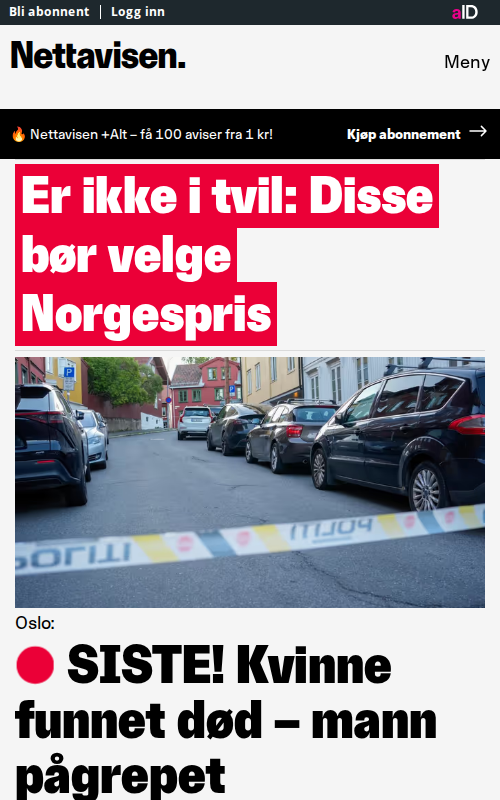 Bli abonnent | Logg inn
aID
Nettavisen.
Meny
🔥 Nettavisen +Alt – få 100 aviser fra 1 kr!
Kjøp abonnement →
Er ikke i tvil: Disse
bør velge
Norgespris
P
POLITI
POLITI
Oslo:
🔴 SISTE! Kvinne
funnet død – mann
pågrepet